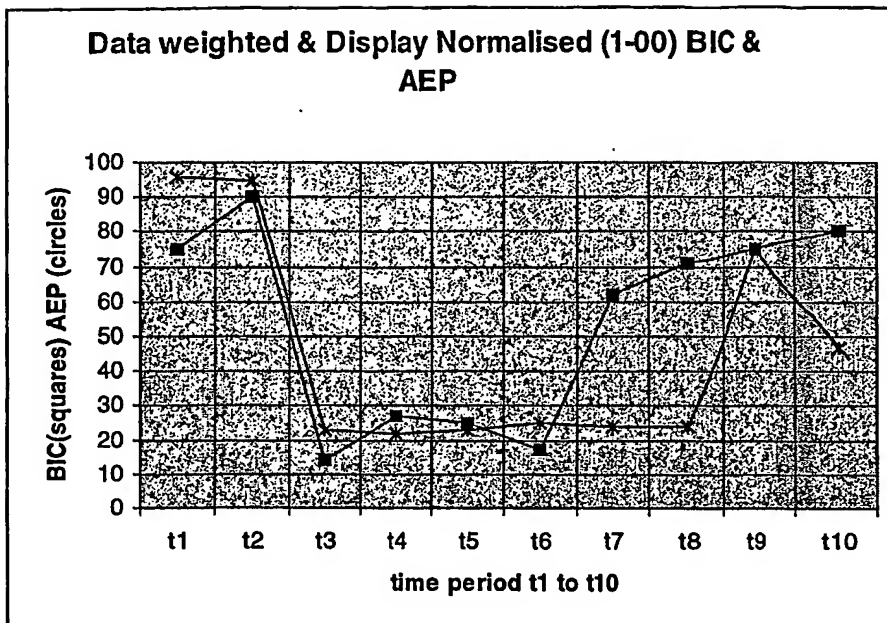 Data weighted & Display Normalised (1-00) BIC &
AEP
BIC(squares) AEP (circles)
100
90
80
70
60
50
40
30
20
10
0
t1 t2 t3 t4 t5 t6 t7 t8 t9 t10
time period t1 to t10